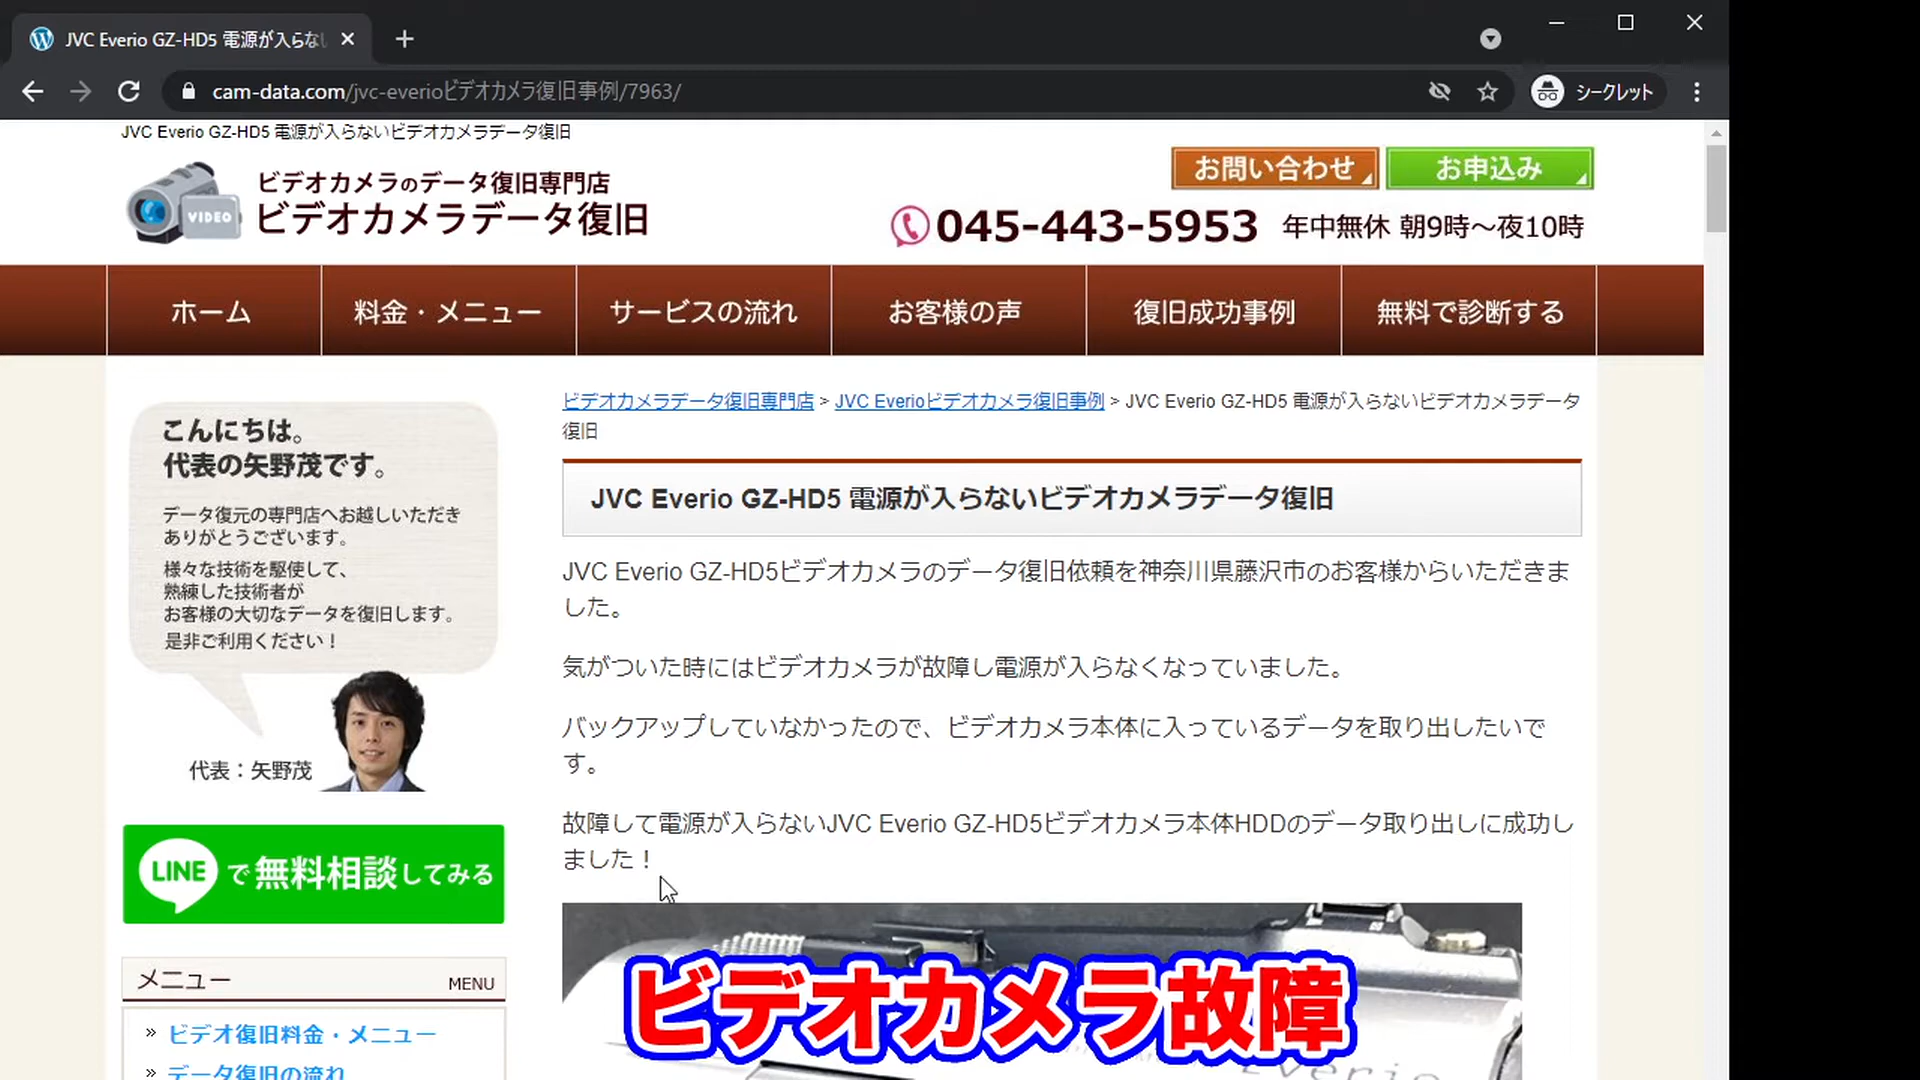 JVC Everio GZ-HD5 電源が入らない
cam-data.com/jvc-everioビデオカメラ復旧事例/7963/
シークレット
JVC Everio GZ-HD5 電源が入らないビデオカメラデータ復旧
VIDEO
ビデオカメラのデータ復旧専門店
ビデオカメラデータ復旧
お問い合わせ
お申込み
045-443-5953 年中無休 朝9時～夜10時
ホーム
料金・メニュー
サービスの流れ
お客様の声
復旧成功事例
無料で診断する
こんにちは。
代表の矢野茂です。
データ復元の専門店へお越しいただき
ありがとうございます。
様々な技術を駆使して、
熟練した技術者が
お客様の大切なデータを復旧します。
是非ご利用ください！
代表：矢野茂
LINEで無料相談してみる
メニュー MENU
» ビデオ復旧料金・メニュー
» データ復旧の流れ
ビデオカメラデータ復旧専門店 > JVC Everioビデオカメラ復旧事例 > JVC Everio GZ-HD5 電源が入らないビデオカメラデータ
復旧
JVC Everio GZ-HD5 電源が入らないビデオカメラデータ復旧
JVC Everio GZ-HD5ビデオカメラのデータ復旧依頼を神奈川県藤沢市のお客様からいただきま
した。
気がついた時にはビデオカメラが故障し電源が入らなくなっていました。
バックアップしていなかったので、ビデオカメラ本体に入っているデータを取り出したいで
す。
故障して電源が入らないJVC Everio GZ-HD5ビデオカメラ本体HDDのデータ取り出しに成功し
ました！
ビデオカメラ故障
Everio